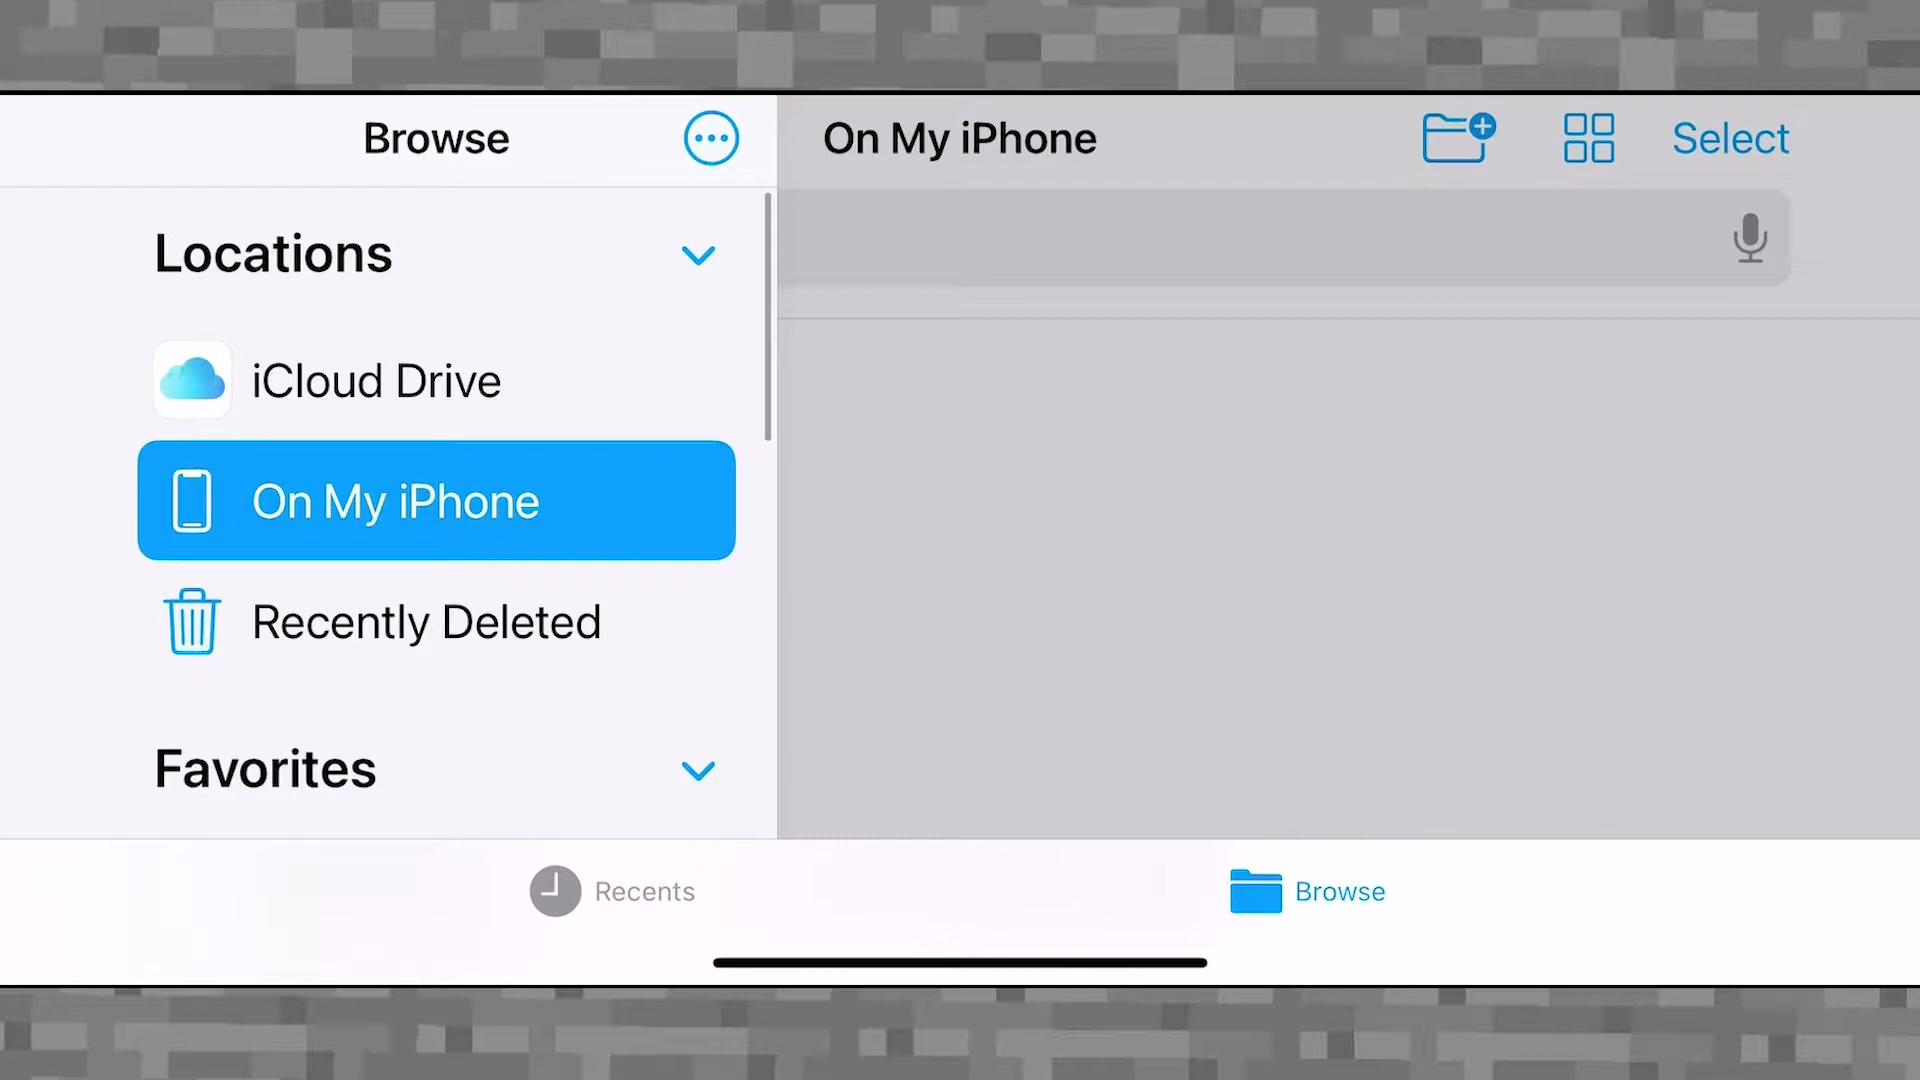 Browse
On My iPhone
Select
Locations
iCloud Drive
On My iPhone
Recently Deleted
Favorites
Recents
Browse